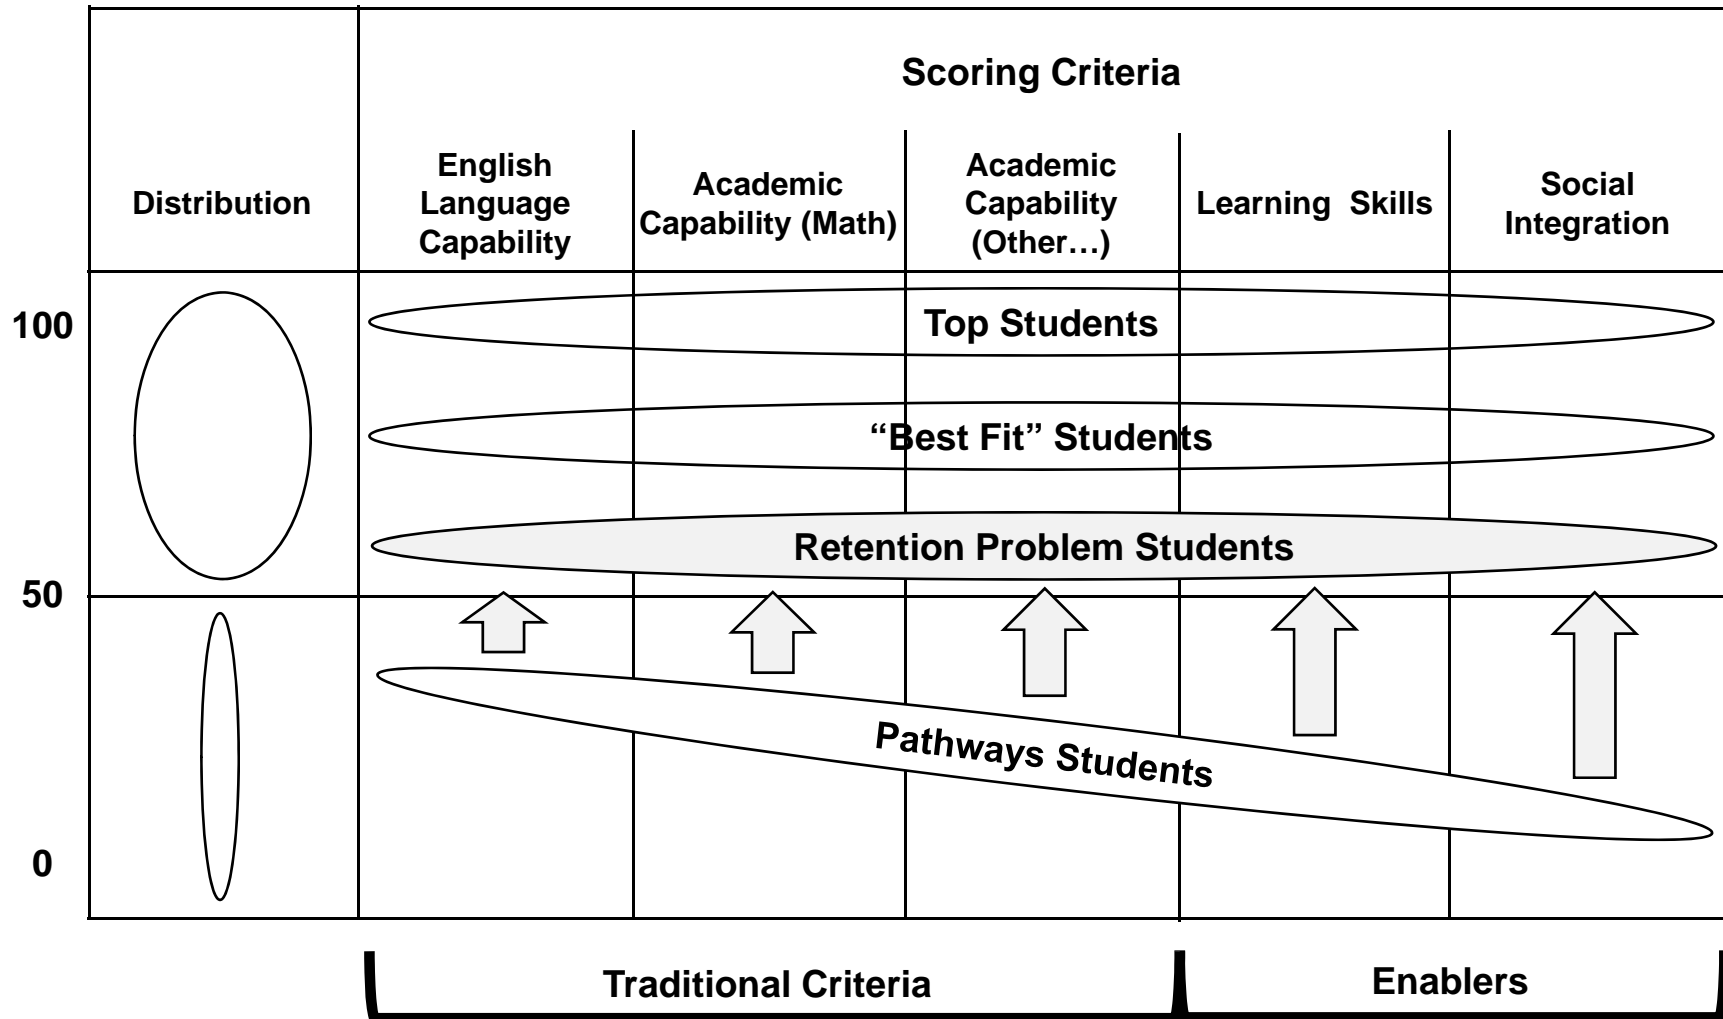 Scoring Criteria
Distribution
English
Language
Capability
Academic
Capability (Math)
Academic
Capability
(Other…)
Learning  Skills
Social
Integration
100
Top Students
“Best Fit” Students
Retention Problem Students
50
Pathways Students
0
Traditional Criteria
Enablers